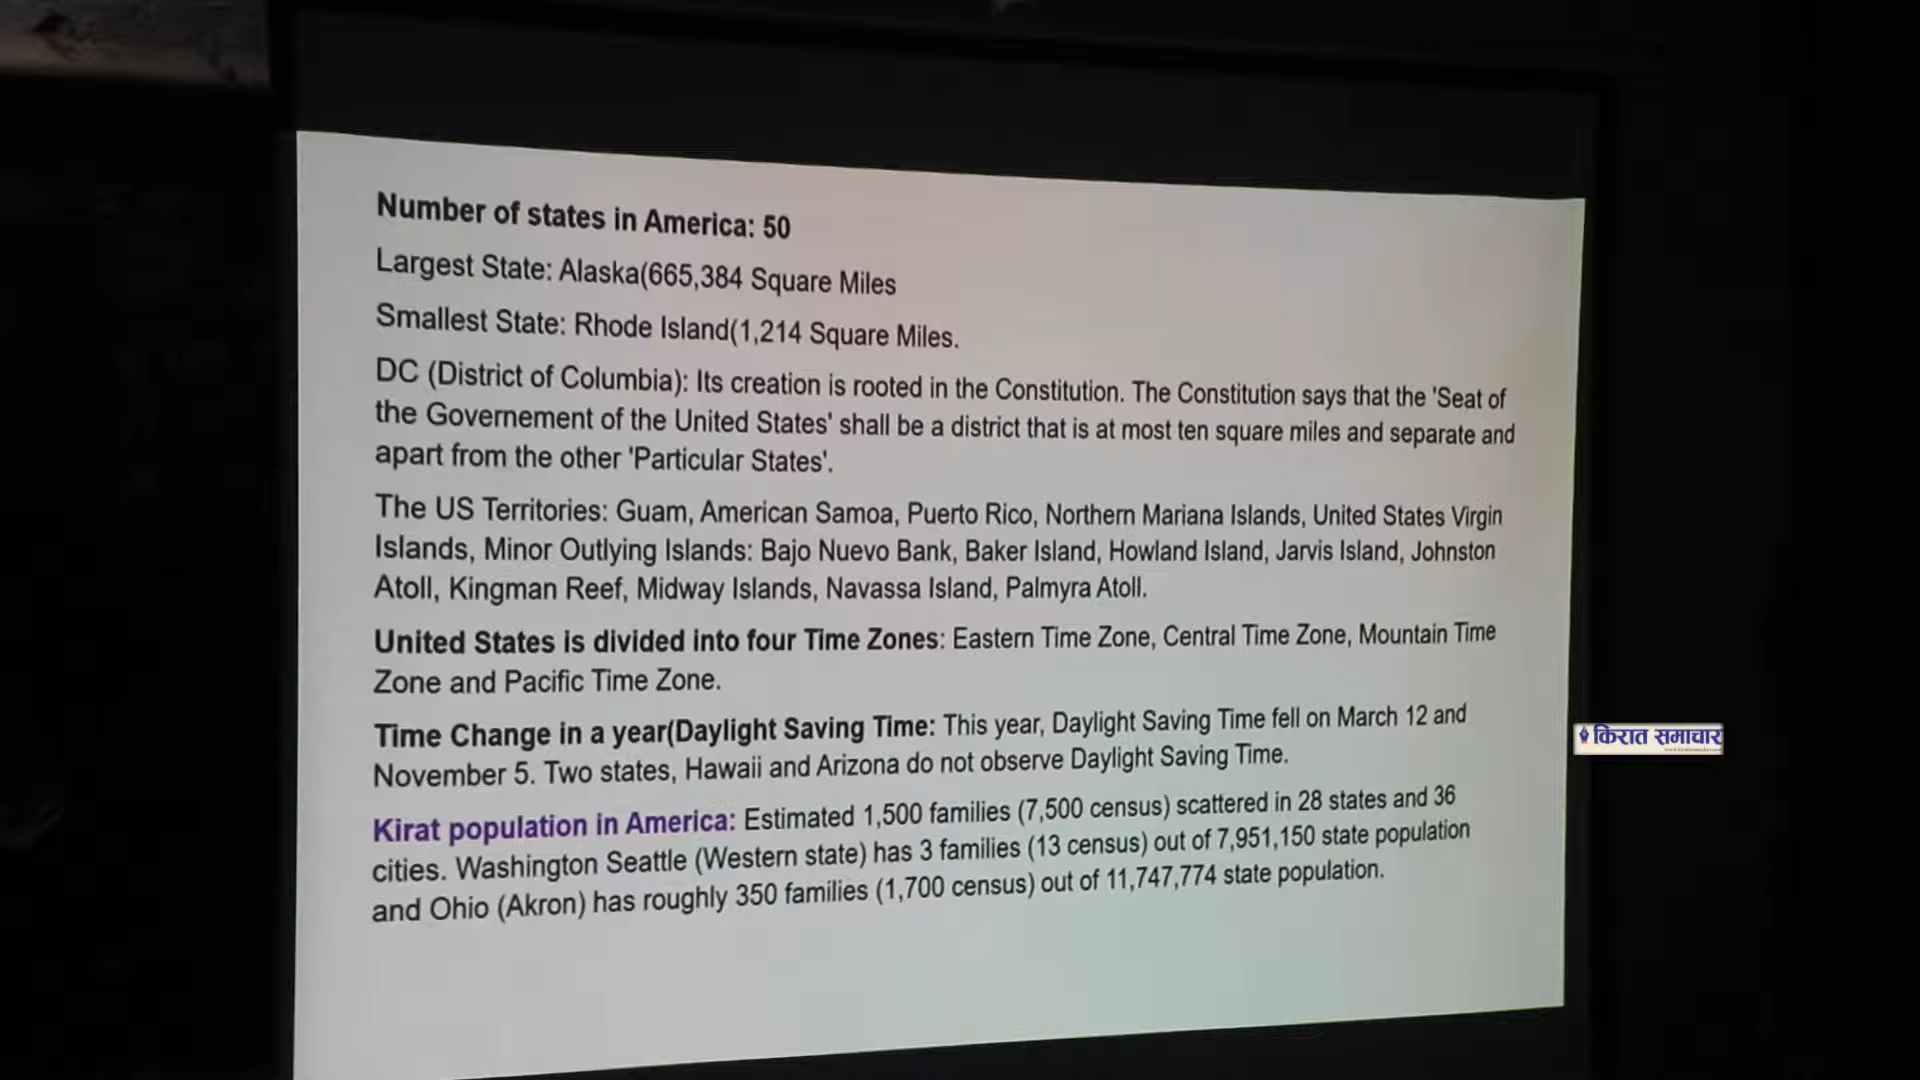 Number of states in America: 50
Largest State: Alaska(665,384 Square Miles
Smallest State: Rhode Island(1,214 Square Miles.
DC (District of Columbia): Its creation is rooted in the Constitution. The Constitution says that the 'Seat of
the Governement of the United States' shall be a district that is at most ten square miles and separate and
apart from the other 'Particular States'.
The US Territories: Guam, American Samoa, Puerto Rico, Northern Mariana Islands, United States Virgin
Islands, Minor Outlying Islands: Bajo Nuevo Bank, Baker Island, Howland Island, Jarvis Island, Johnston
Atoll, Kingman Reef, Midway Islands, Navassa Island, Palmyra Atoll.
United States is divided into four Time Zones: Eastern Time Zone, Central Time Zone, Mountain Time
Zone and Pacific Time Zone.
Time Change in a year(Daylight Saving Time: This year, Daylight Saving Time fell on March 12 and
November 5. Two states, Hawaii and Arizona do not observe Daylight Saving Time.
किरात समाचार
Kirat population in America: Estimated 1,500 families (7,500 census) scattered in 28 states and 36
cities. Washington Seattle (Western state) has 3 families (13 census) out of 7,951,150 state population
and Ohio (Akron) has roughly 350 families (1,700 census) out of 11,747,774 state population.